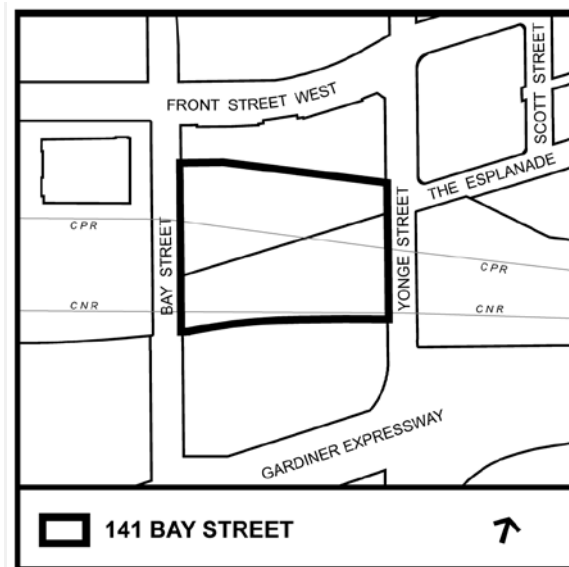 SCOTT STREET
FRONT STREET WEST
THE ESPLANADE
CPR
BAY STREET
YONGE STREET
CPR
CNR
CNR
GARDINER EXPRESSWAY
141 BAY STREET